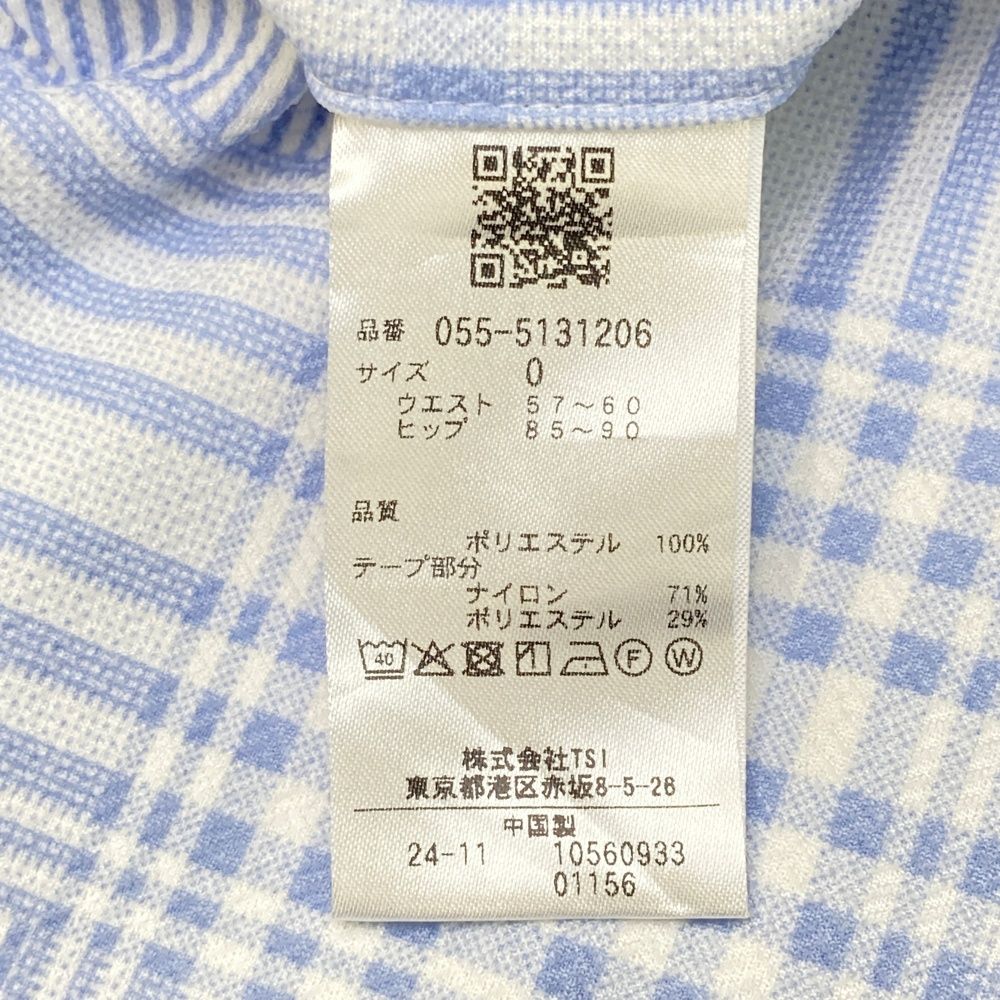 品番 055-5131206
サイズ 0
ウエスト 57～60
ヒップ 85～90
品質
ポリエステル 100%
テープ部分
ナイロン 71%
ポリエステル 29%
40 F W
株式会社TSI
東京都港区赤坂8-5-28
中国製
24-11 10560933
01156